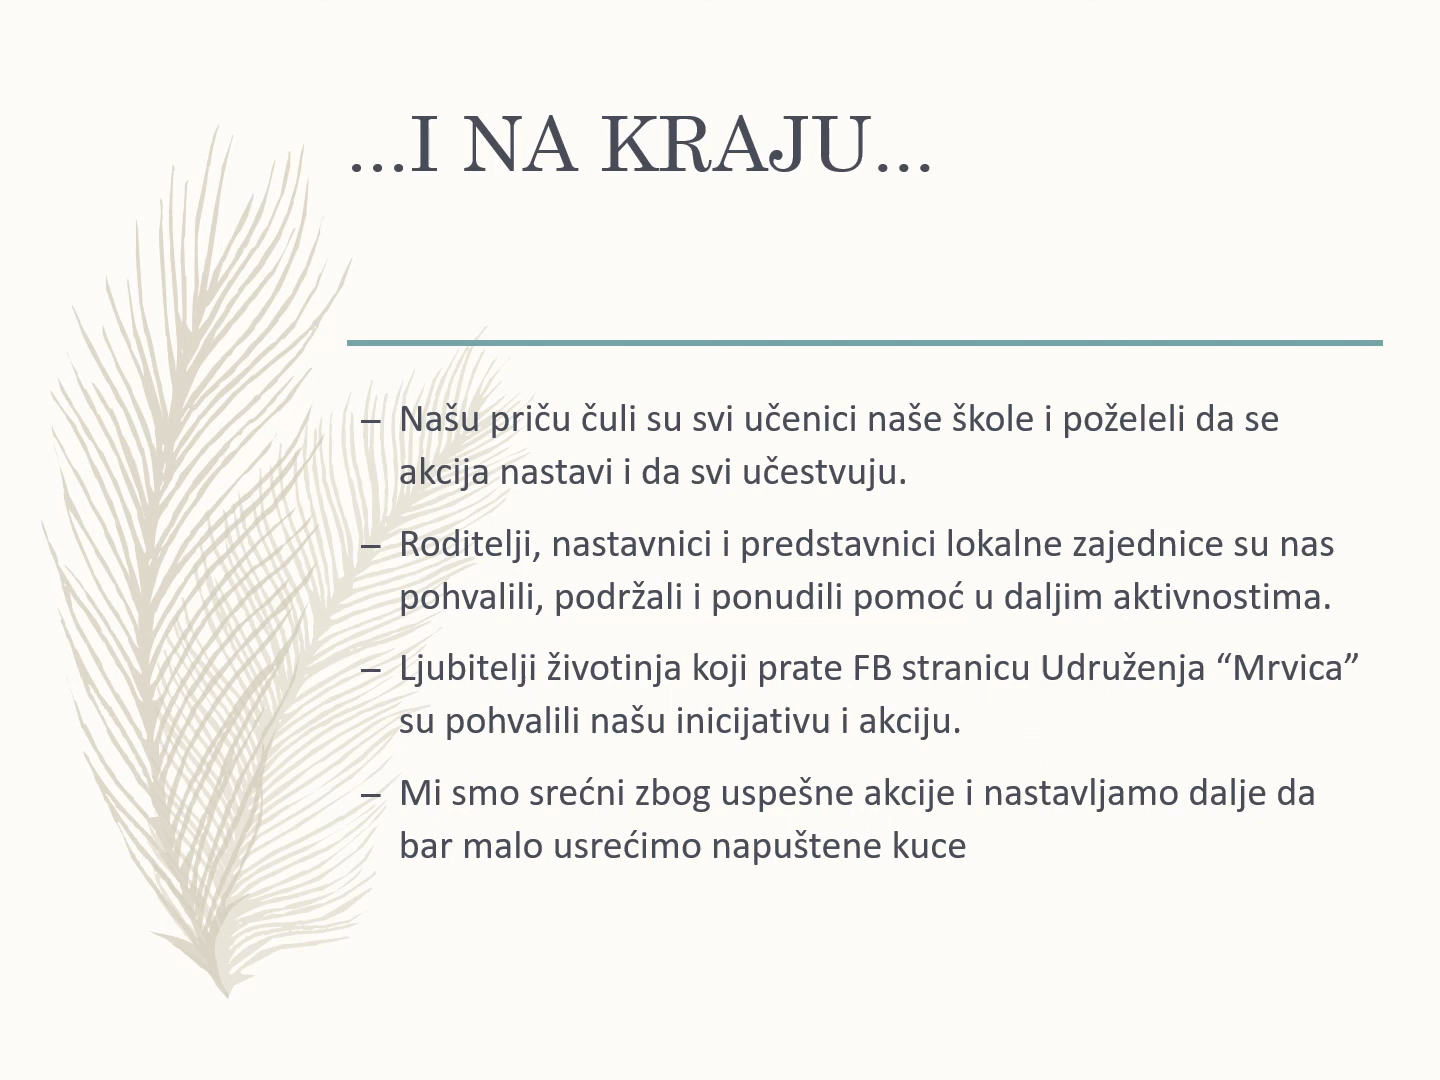 ...I NA KRAJU...
– Našu priču čuli su svi učenici naše škole i poželeli da se
akcija nastavi i da svi učestvuju.
– Roditelji, nastavnici i predstavnici lokalne zajednice su nas
pohvalili, podržali i ponudili pomoć u daljim aktivnostima.
– Ljubitelji životinja koji prate FB stranicu Udruženja “Mrvica”
su pohvalili našu inicijativu i akciju.
– Mi smo srećni zbog uspešne akcije i nastavljamo dalje da
bar malo usrećimo napuštene kuce